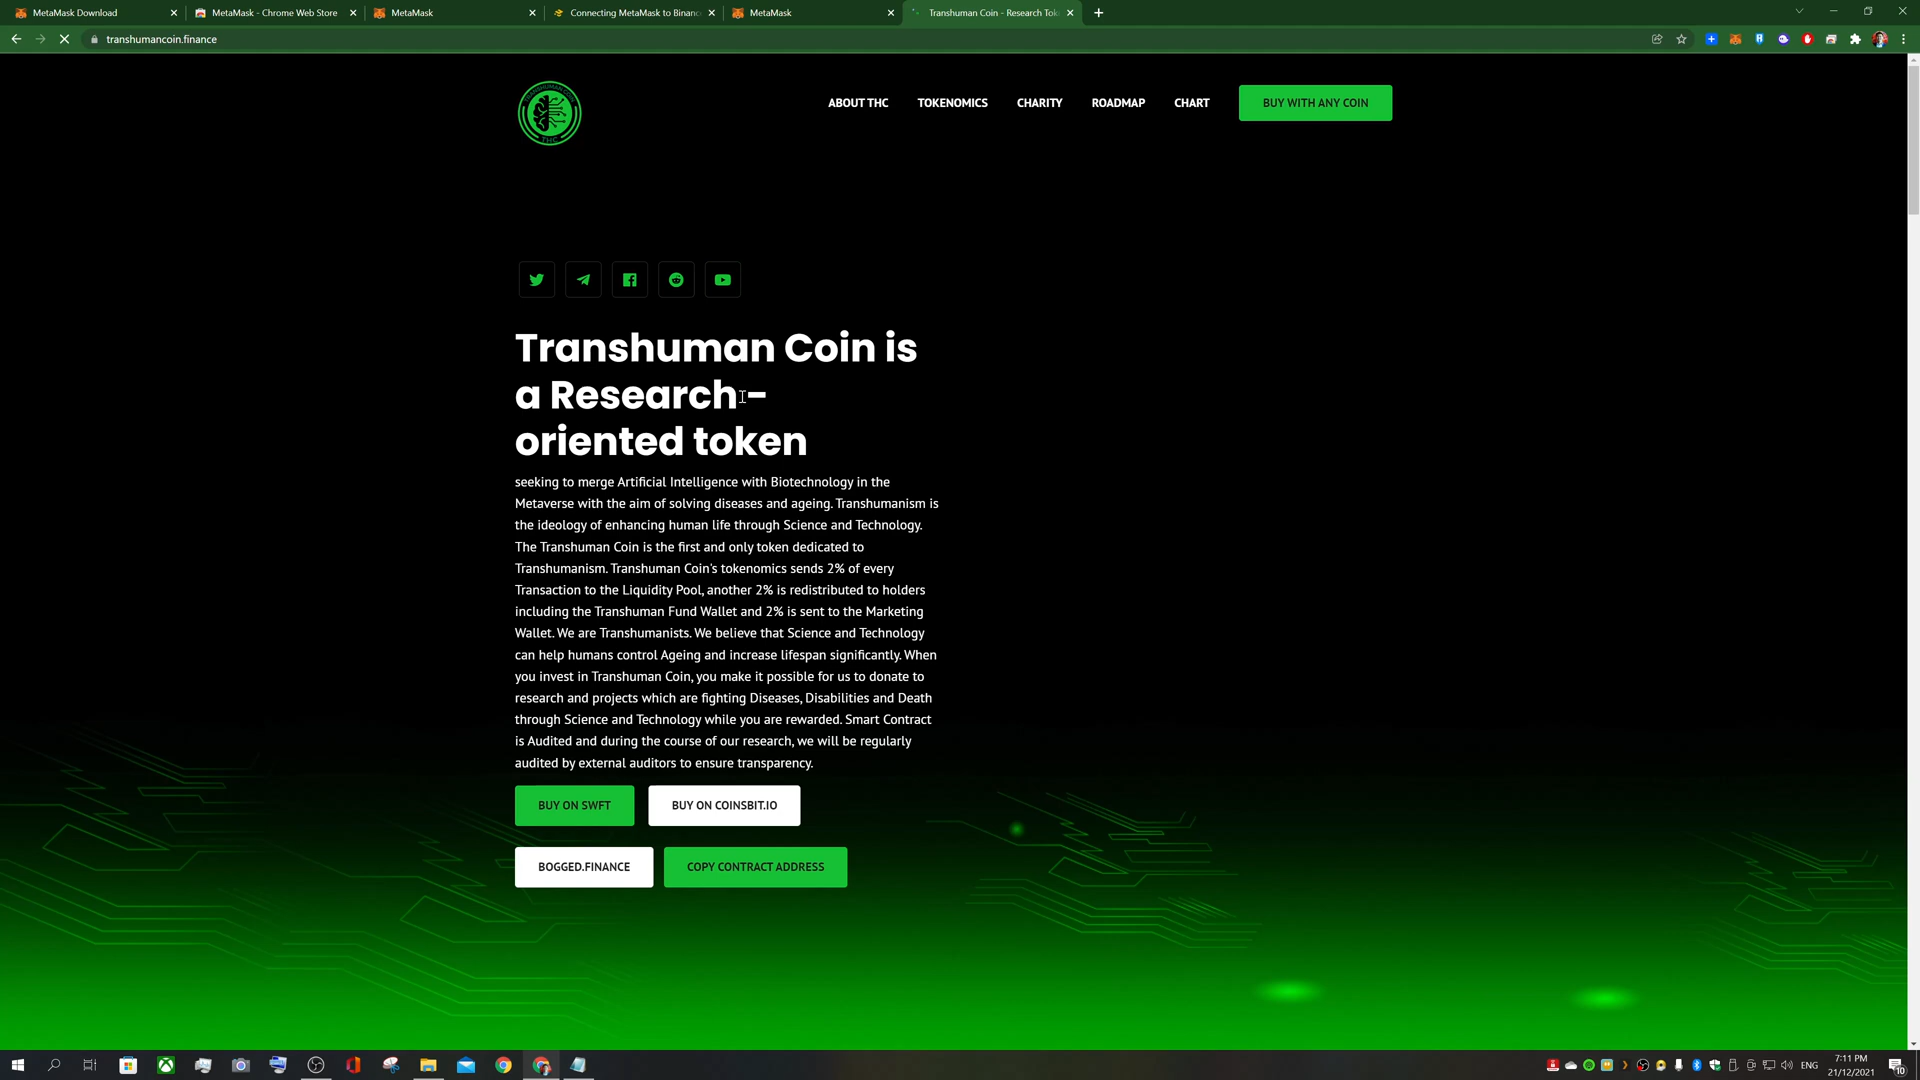 MetaMask Download
MetaMask - Chrome Web Store
MetaMask
Connecting MetaMask to Binanc
MetaMask
Transhuman Coin - Research Tok
transhumancoin.finance
TRANSHUMAN COIN
THC
ABOUT THC
TOKENOMICS
CHARITY
ROADMAP
CHART
BUY WITH ANY COIN
Transhuman Coin is
a Research-
oriented token
seeking to merge Artificial Intelligence with Biotechnology in the
Metaverse with the aim of solving diseases and ageing. Transhumanism is
the ideology of enhancing human life through Science and Technology.
The Transhuman Coin is the first and only token dedicated to
Transhumanism. Transhuman Coin's tokenomics sends 2% of every
Transaction to the Liquidity Pool, another 2% is redistributed to holders
including the Transhuman Fund Wallet and 2% is sent to the Marketing
Wallet. We are Transhumanists. We believe that Science and Technology
can help humans control Ageing and increase lifespan significantly. When
you invest in Transhuman Coin, you make it possible for us to donate to
research and projects which are fighting Diseases, Disabilities and Death
through Science and Technology while you are rewarded. Smart Contract
is Audited and during the course of our research, we will be regularly
audited by external auditors to ensure transparency.
BUY ON SWFT
BUY ON COINSBIT.IO
BOGGED.FINANCE
COPY CONTRACT ADDRESS
ENG
7:11 PM
21/12/2021
10